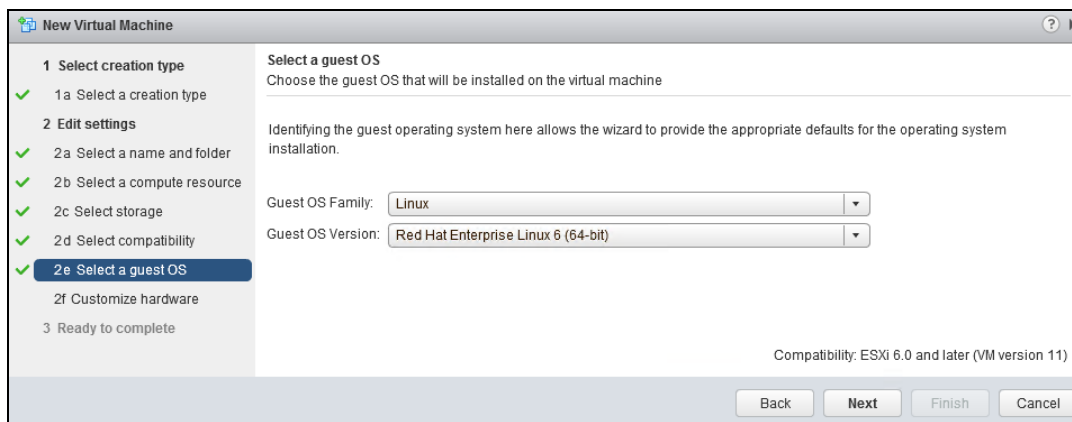 New Virtual Machine
?
1 Select creation type
1a Select a creation type
2 Edit settings
2a Select a name and folder
2b Select a compute resource
2c Select storage
2d Select compatibility
2e Select a guest OS
2f Customize hardware
3 Ready to complete
Select a guest OS
Choose the guest OS that will be installed on the virtual machine
Identifying the guest operating system here allows the wizard to provide the appropriate defaults for the operating system
installation.
Guest OS Family: Linux
Guest OS Version: Red Hat Enterprise Linux 6 (64-bit)
Compatibility: ESXi 6.0 and later (VM version 11)
Back Next Finish Cancel